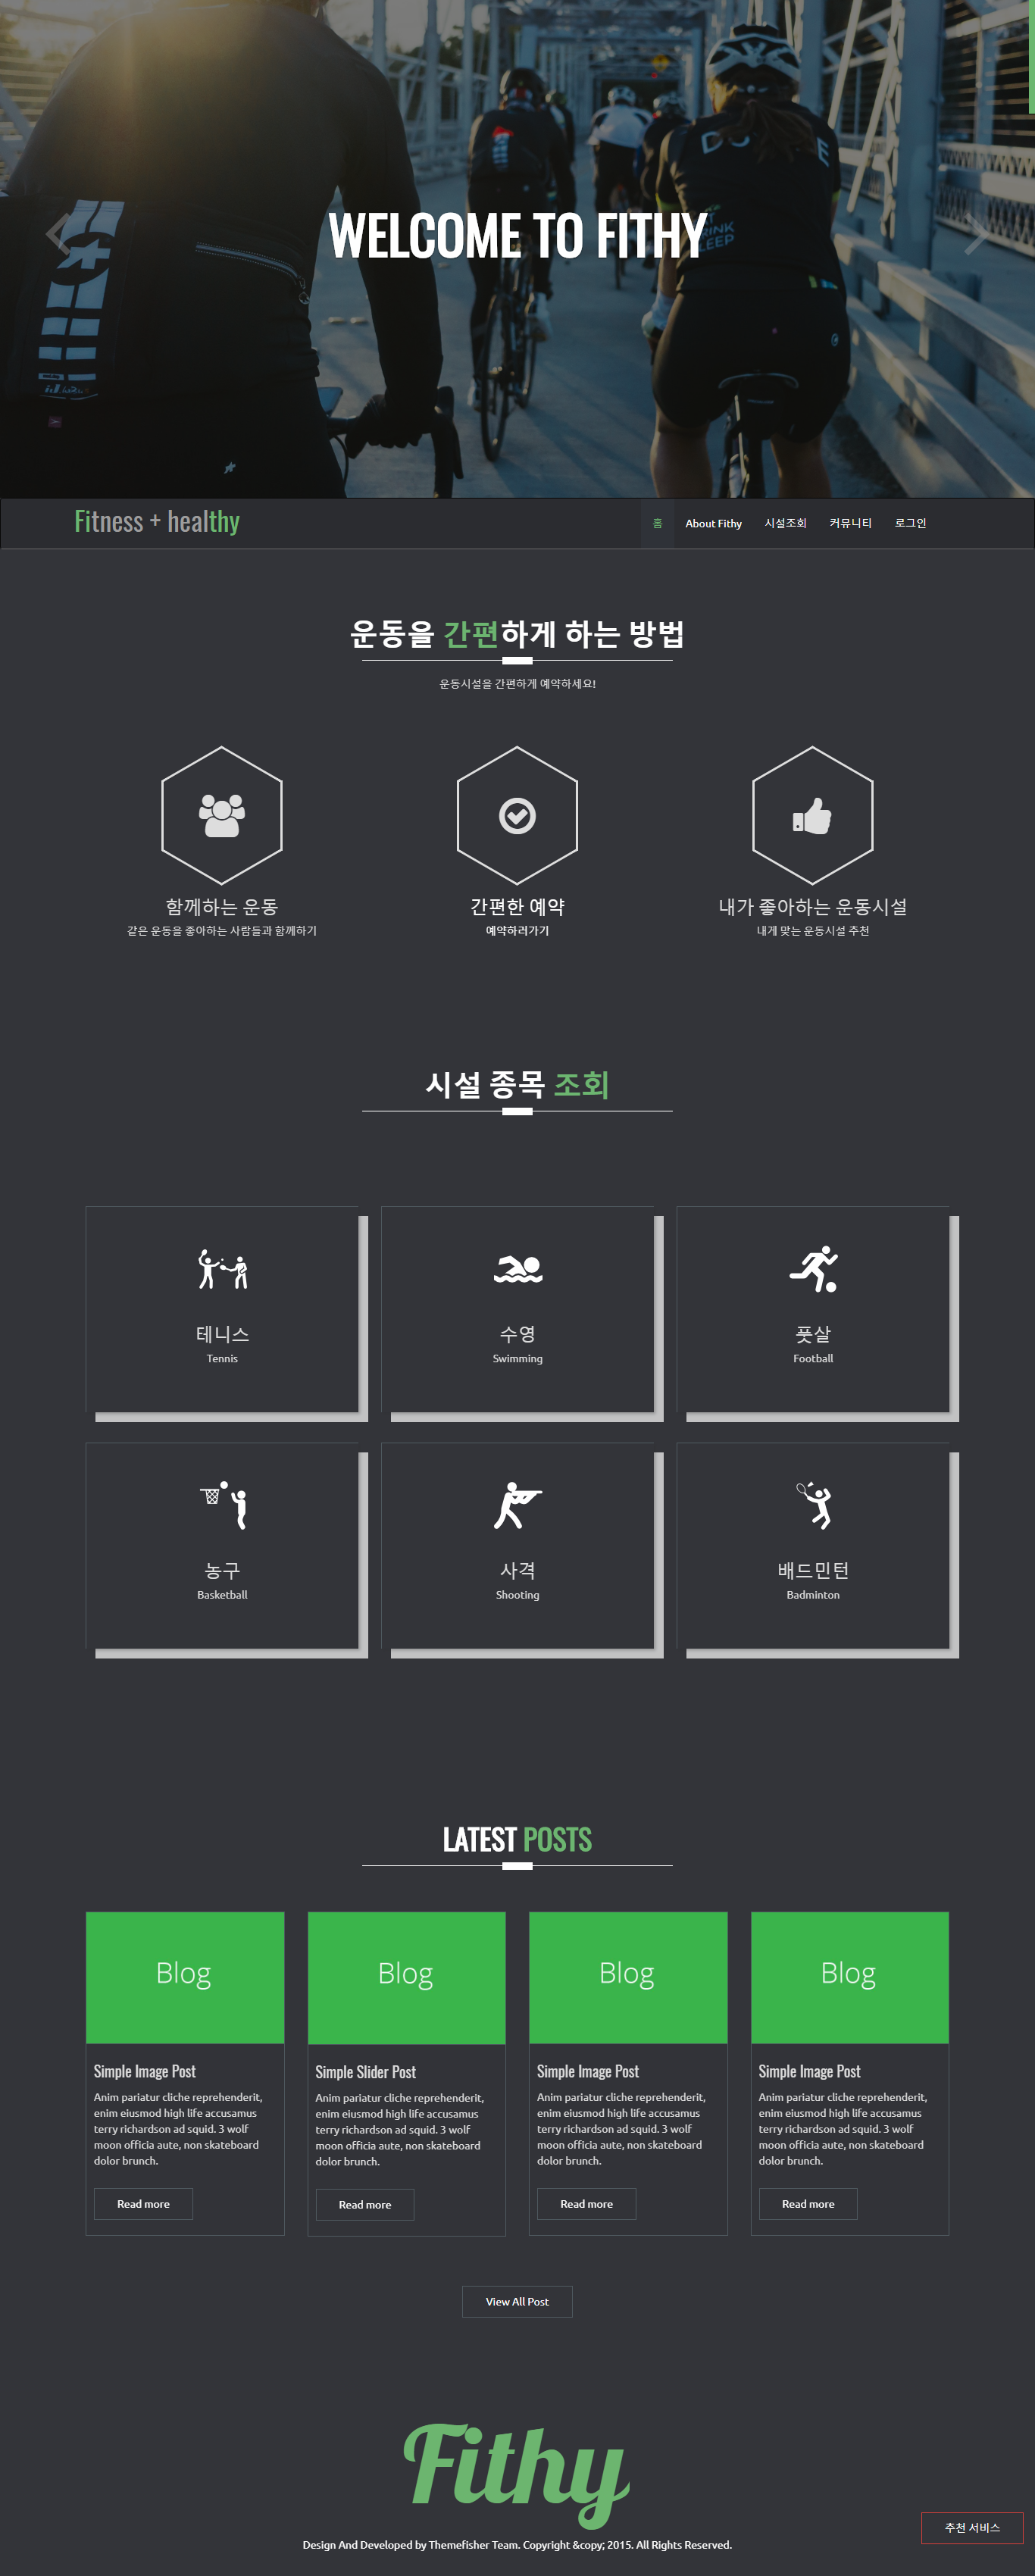 WELCOME TO FITHY
Fitness + healthy
홈 About Fithy 시설조회 커뮤니티 로그인
운동을 간편하게 하는 방법
운동시설을 간편하게 예약하세요!
함께하는 운동
같은 운동을 좋아하는 사람들과 함께하기
간편한 예약
예약하러가기
내가 좋아하는 운동시설
내게 맞는 운동시설 추천
시설 종목 조회
테니스
Tennis
수영
Swimming
풋살
Football
농구
Basketball
사격
Shooting
배드민턴
Badminton
LATEST POSTS
Blog
Simple Image Post
Anim pariatur cliche reprehenderit,
enim eiusmod high life accusamus
terry richardson ad squid. 3 wolf
moon officia aute, non skateboard
dolor brunch.
Read more
Blog
Simple Slider Post
Anim pariatur cliche reprehenderit,
enim eiusmod high life accusamus
terry richardson ad squid. 3 wolf
moon officia aute, non skateboard
dolor brunch.
Read more
Blog
Simple Image Post
Anim pariatur cliche reprehenderit,
enim eiusmod high life accusamus
terry richardson ad squid. 3 wolf
moon officia aute, non skateboard
dolor brunch.
Read more
Blog
Simple Image Post
Anim pariatur cliche reprehenderit,
enim eiusmod high life accusamus
terry richardson ad squid. 3 wolf
moon officia aute, non skateboard
dolor brunch.
Read more
View All Post
Fithy
추천 서비스
Design And Developed by Themefisher Team. Copyright &copy; 2015. All Rights Reserved.